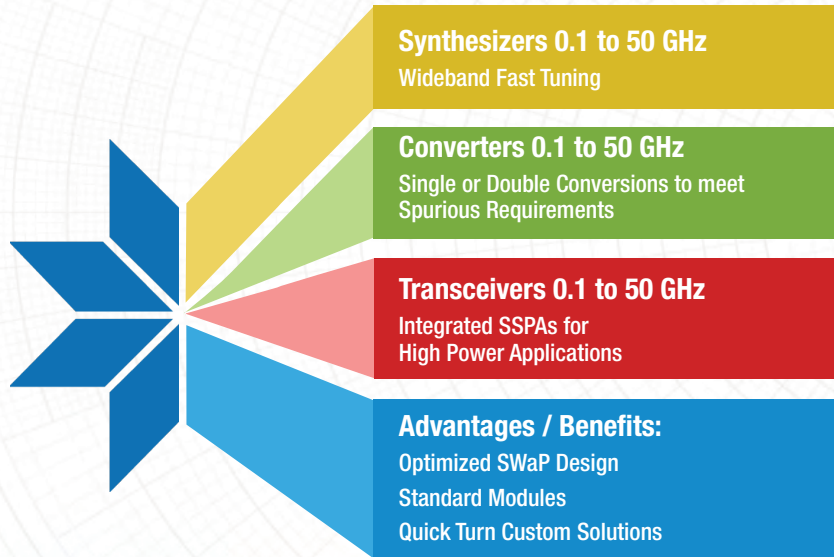 Synthesizers 0.1 to 50 GHz
Wideband Fast Tuning
Converters 0.1 to 50 GHz
Single or Double Conversions to meet
Spurious Requirements
Transceivers 0.1 to 50 GHz
Integrated SSPAs for
High Power Applications
Advantages / Benefits:
Optimized SWaP Design
Standard Modules
Quick Turn Custom Solutions